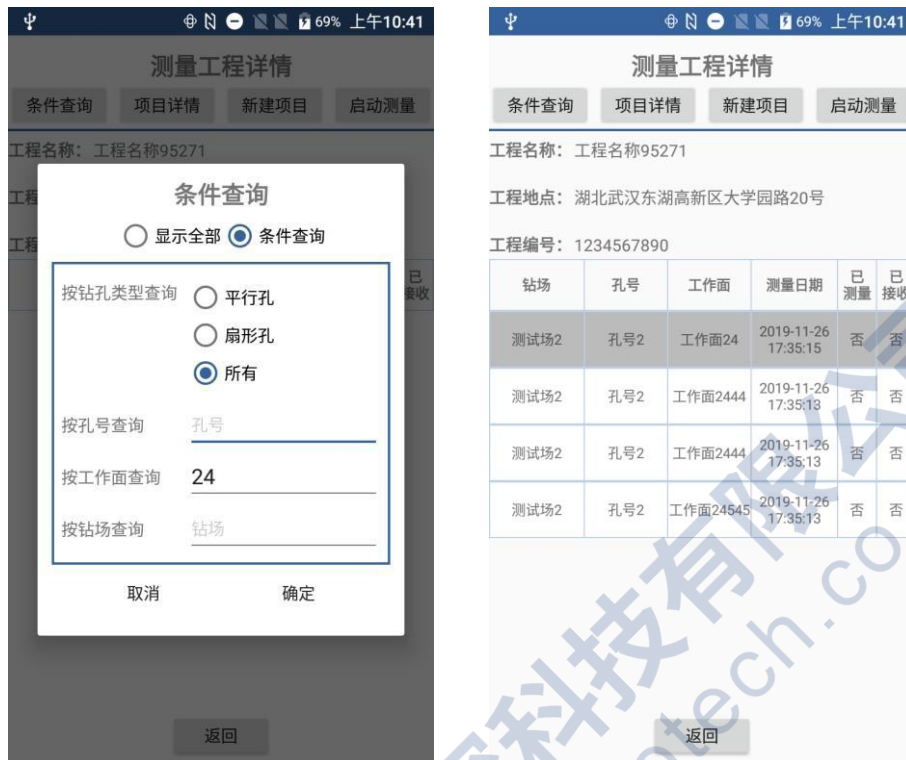 69% 上午10:41
测量工程详情
条件查询 项目详情 新建项目 启动测量
工程名称： 工程名称95271
工程
工程
已
接收
条件查询
显示全部 条件查询
按钻孔类型查询 平行孔
扇形孔
所有
按孔号查询 孔号
按工作面查询 24
按钻场查询 钻场
取消 确定
返回
69% 上午10:41
测量工程详情
条件查询 项目详情 新建项目 启动测量
工程名称： 工程名称95271
工程地点： 湖北武汉东湖高新区大学园路20号
工程编号： 1234567890
钻场 孔号 工作面 测量日期 已测量 已接收
测试场2 孔号2 工作面24 2019-11-26 17:35:15 否 否
测试场2 孔号2 工作面2444 2019-11-26 17:35:13 否 否
测试场2 孔号2 工作面2444 2019-11-26 17:35:13 否 否
测试场2 孔号2 工作面24545 2019-11-26 17:35:13 否 否
返回
科技有限公司
tech.co